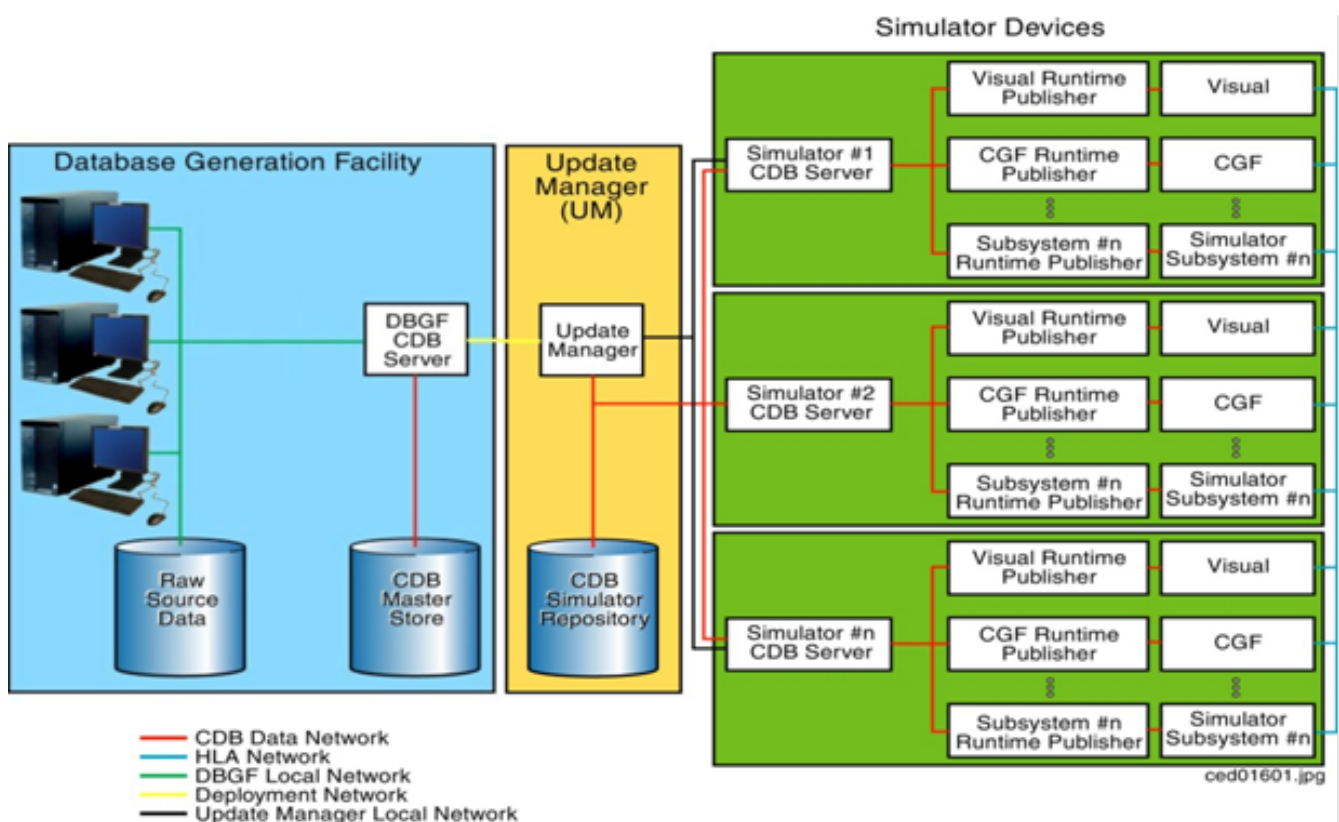 Simulator Devices
Database Generation Facility
DBGF
CDB
Server
Raw
Source
Data
CDB
Master
Store
Update
Manager
(UM)
Update
Manager
CDB
Simulator
Repository
Simulator #1
CDB Server
Visual Runtime
Publisher
Visual
CGF Runtime
Publisher
CGF
Subsystem #n
Runtime Publisher
Simulator
Subsystem #n
Simulator #2
CDB Server
Visual Runtime
Publisher
Visual
CGF Runtime
Publisher
CGF
Subsystem #n
Runtime Publisher
Simulator
Subsystem #n
Simulator #n
CDB Server
Visual Runtime
Publisher
Visual
CGF Runtime
Publisher
CGF
Subsystem #n
Runtime Publisher
Simulator
Subsystem #n
ced01601.jpg
CDB Data Network
HLA Network
DBGF Local Network
Deployment Network
Update Manager Local Network